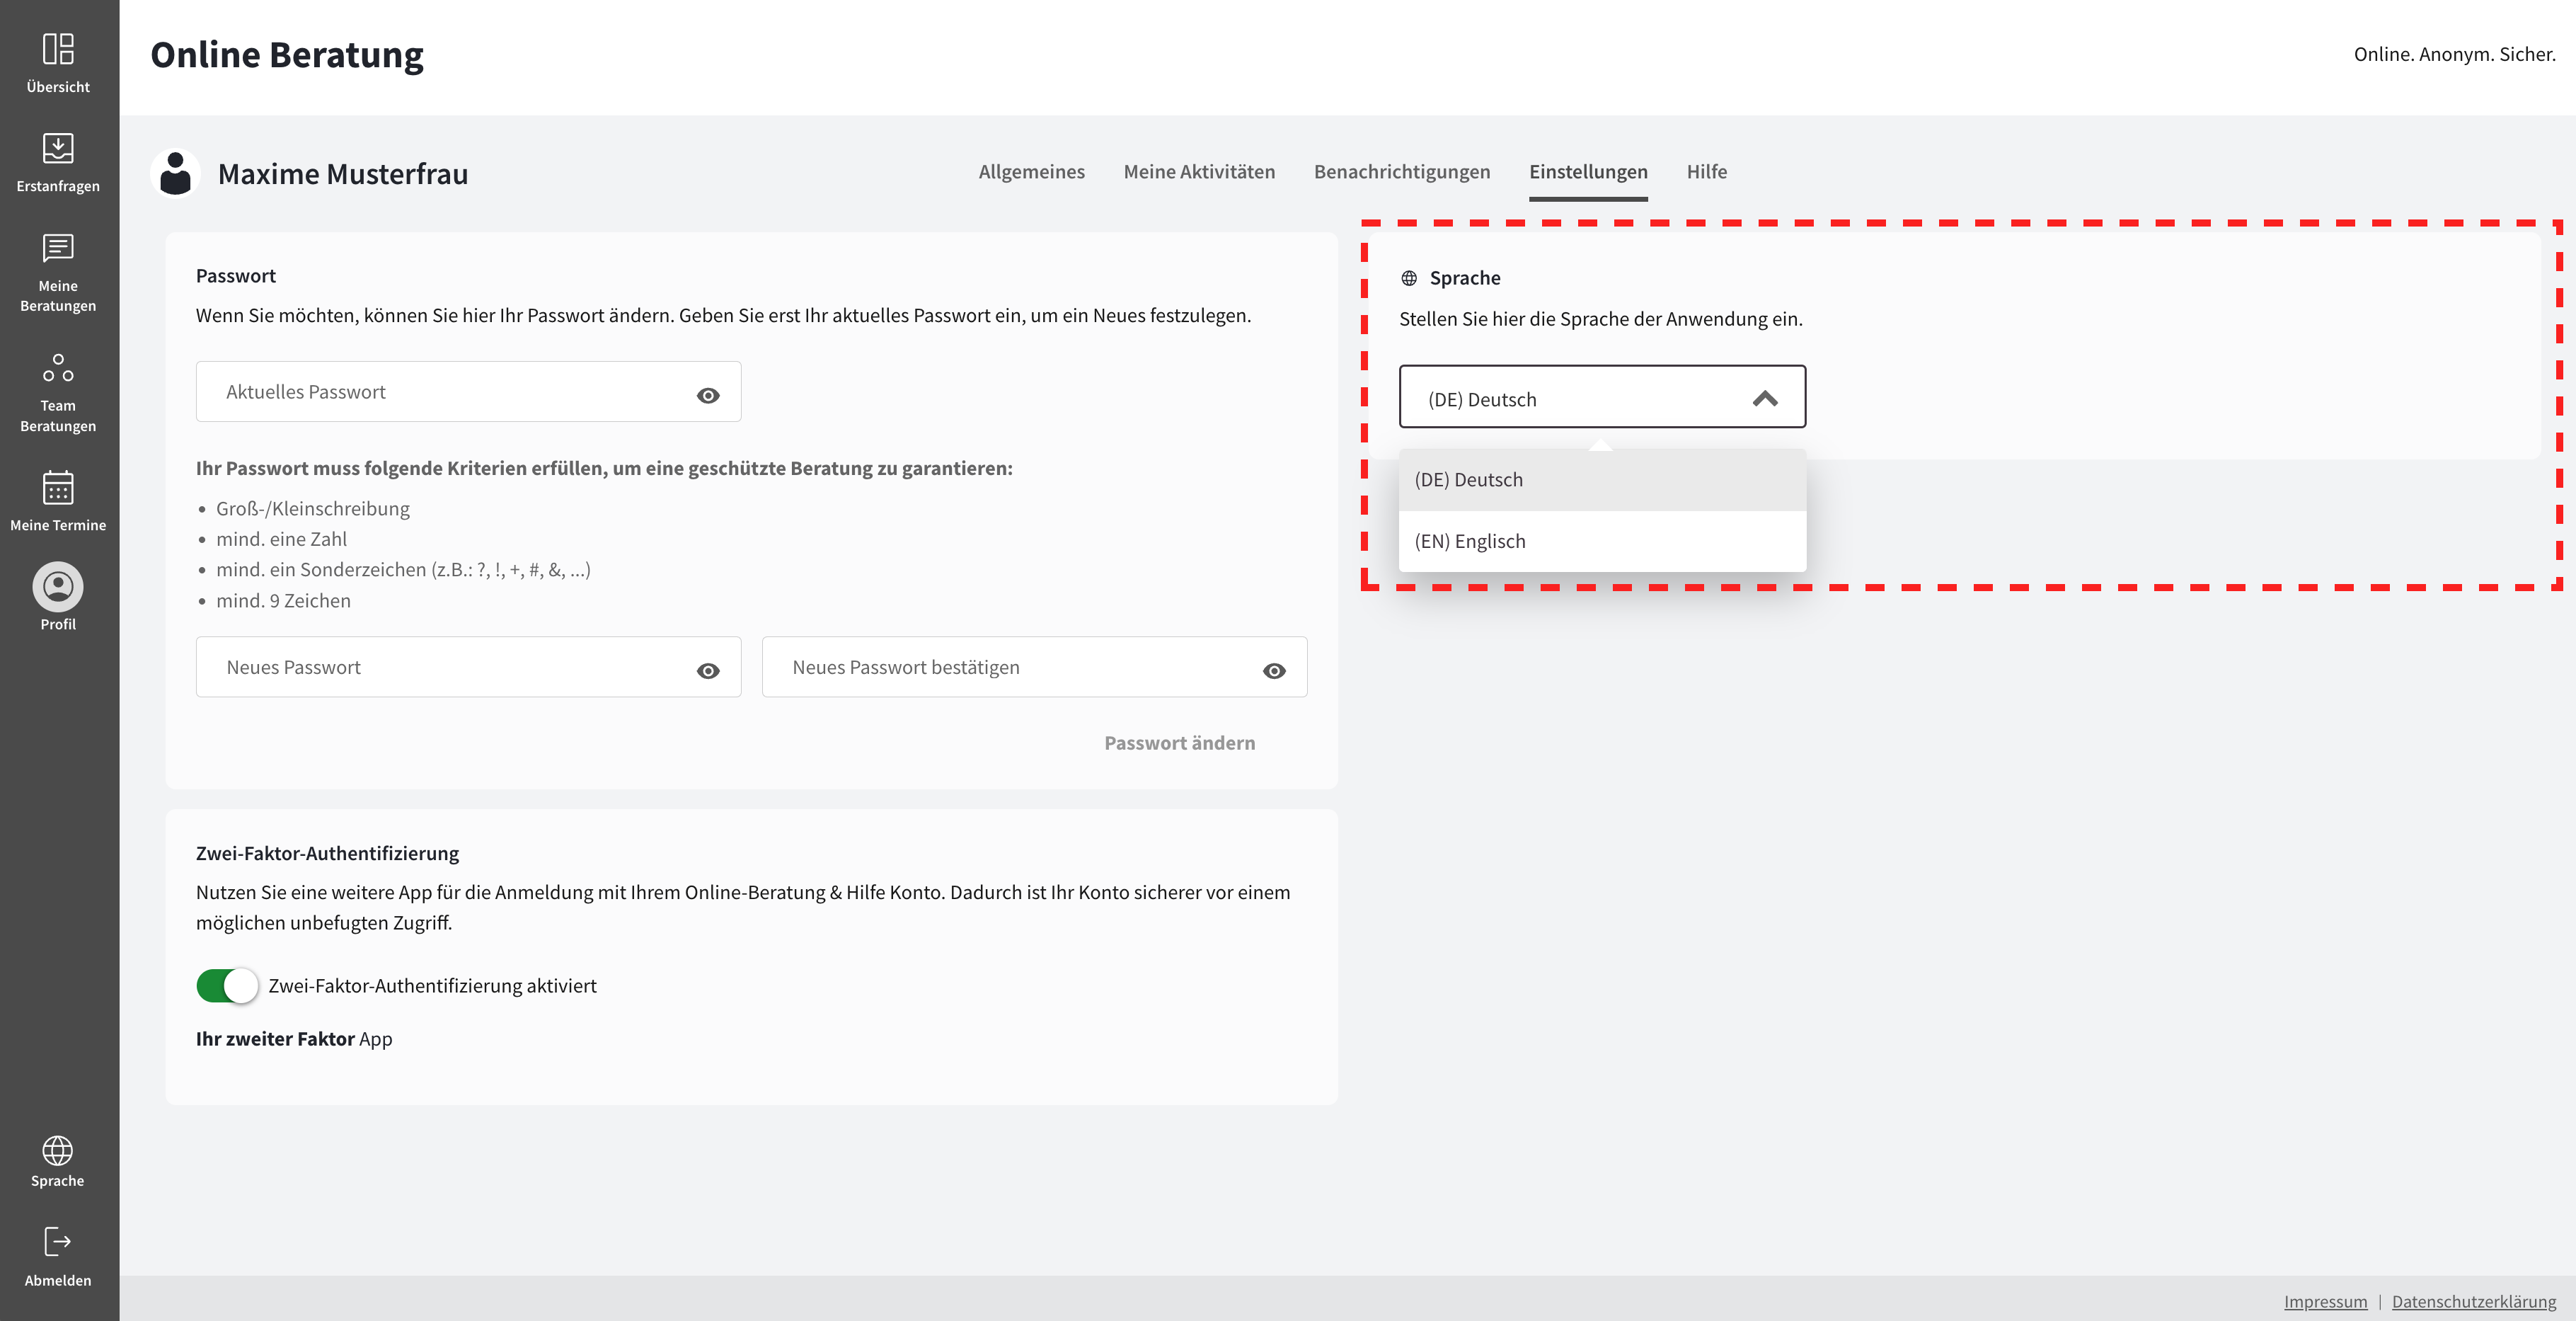 Übersicht
Erstanfragen
Meine
Beratungen
Team
Beratungen
Meine Termine
Profil
Sprache
Abmelden
Online Beratung
Online. Anonym. Sicher.
Maxime Musterfrau
Allgemeines Meine Aktivitäten Benachrichtigungen Einstellungen Hilfe
Passwort
Wenn Sie möchten, können Sie hier Ihr Passwort ändern. Geben Sie erst Ihr aktuelles Passwort ein, um ein Neues festzulegen.
Aktuelles Passwort
Ihr Passwort muss folgende Kriterien erfüllen, um eine geschützte Beratung zu garantieren:
• Groß-/Kleinschreibung
• mind. eine Zahl
• mind. ein Sonderzeichen (z.B.: ?, !, +, #, &, ...)
• mind. 9 Zeichen
Neues Passwort
Neues Passwort bestätigen
Passwort ändern
Zwei-Faktor-Authentifizierung
Nutzen Sie eine weitere App für die Anmeldung mit Ihrem Online-Beratung & Hilfe Konto. Dadurch ist Ihr Konto sicherer vor einem
möglichen unbefugten Zugriff.
Zwei-Faktor-Authentifizierung aktiviert
Ihr zweiter Faktor App
Sprache
Stellen Sie hier die Sprache der Anwendung ein.
(DE) Deutsch
(DE) Deutsch
(EN) Englisch
Impressum | Datenschutzerklärung